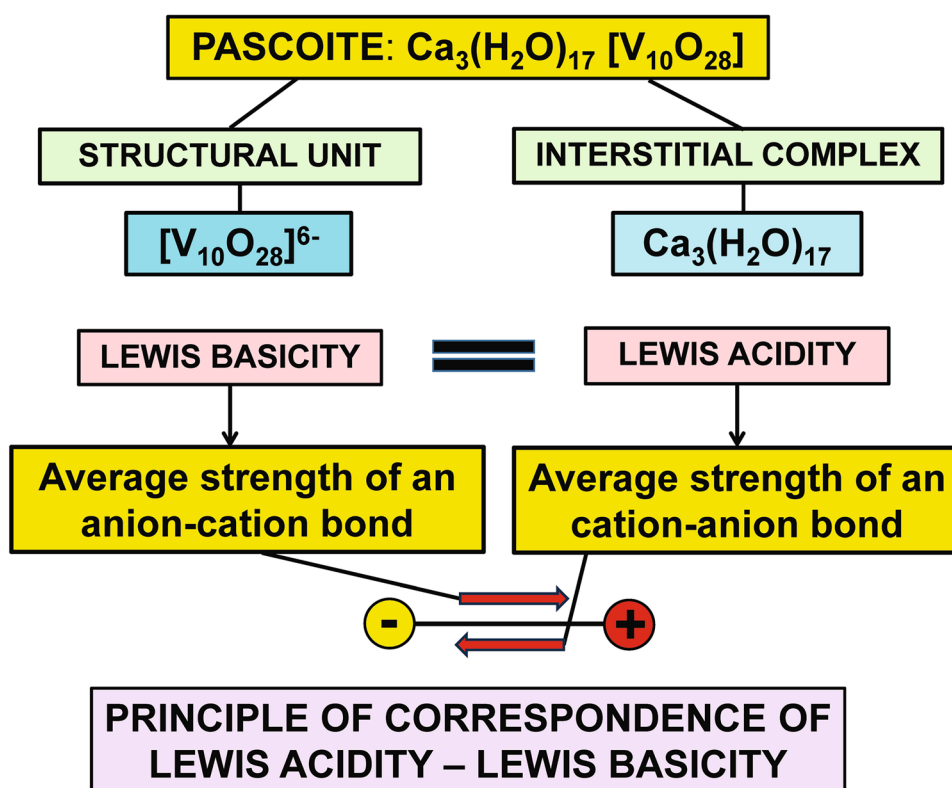 PASCOITE: Ca₃(H₂O)₁₇ [V₁₀O₂₈]
STRUCTURAL UNIT
INTERSTITIAL COMPLEX
[V₁₀O₂₈]⁶⁻
Ca₃(H₂O)₁₇
LEWIS BASICITY
=
LEWIS ACIDITY
Average strength of an
anion-cation bond
Average strength of an
cation-anion bond
-
+
PRINCIPLE OF CORRESPONDENCE OF
LEWIS ACIDITY – LEWIS BASICITY